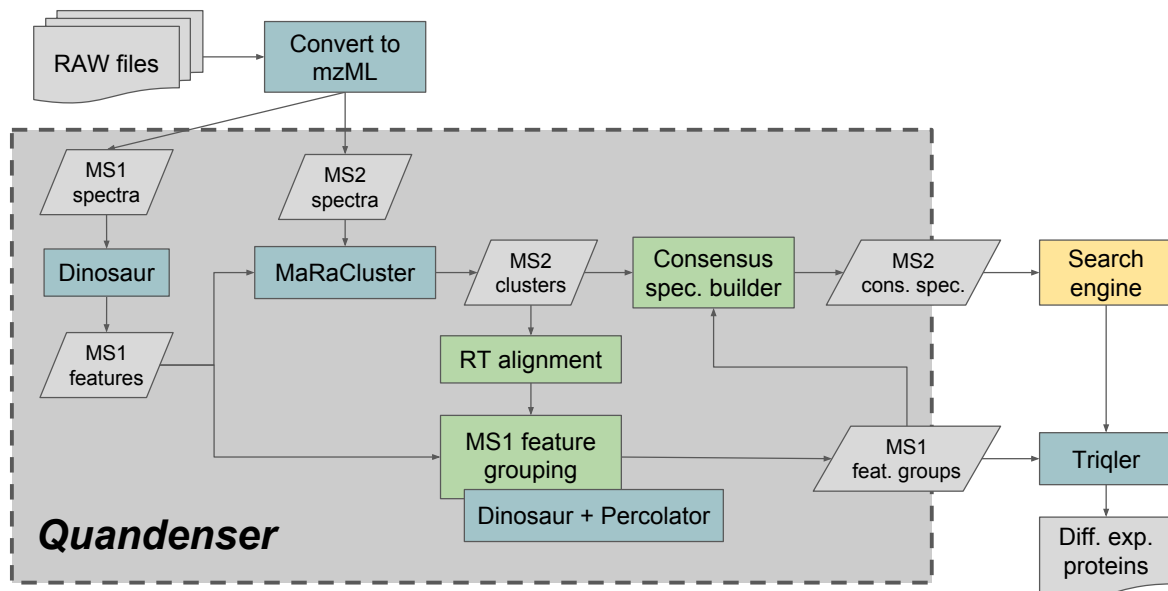 RAW files
Convert to
mzML
MS1
spectra
MS2
spectra
Dinosaur
MaRaCluster
MS2
clusters
Consensus
spec. builder
MS2
cons. spec.
Search
engine
MS1
features
RT alignment
MS1 feature
grouping
MS1
feat. groups
Triqler
Dinosaur + Percolator
Quandenser
Diff. exp.
proteins